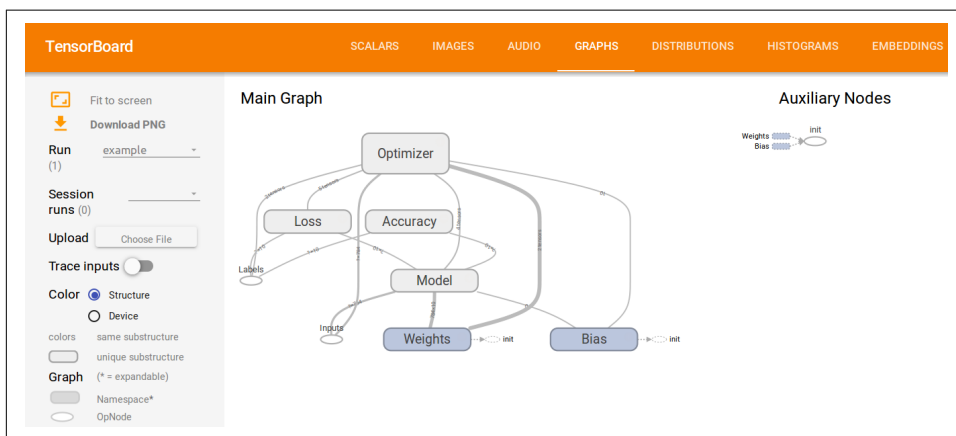 TensorBoard
SCALARS IMAGES AUDIO GRAPHS DISTRIBUTIONS HISTOGRAMS EMBEDDINGS
Fit to screen
Download PNG
Run example
(1)
Session
runs (0)
Upload Choose File
Trace inputs
Color Structure
Device
colors same substructure
unique substructure
Graph (* = expandable)
Namespace*
OpNode
Main Graph
Optimizer
Loss
Accuracy
Labels
Model
Inputs
Weights init
Bias init
Auxiliary Nodes
init
Weights
Bias